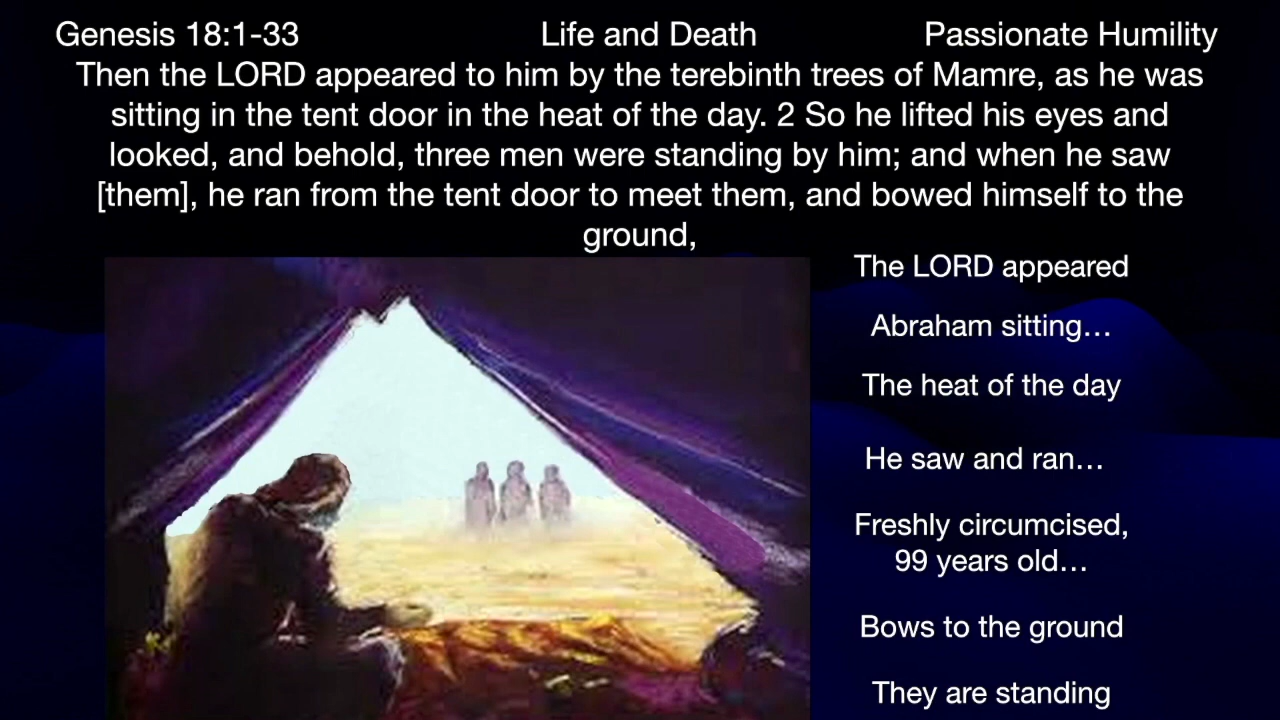 Genesis 18:1-33 Life and Death Passionate Humility
Then the LORD appeared to him by the terebinth trees of Mamre, as he was
sitting in the tent door in the heat of the day. 2 So he lifted his eyes and
looked, and behold, three men were standing by him; and when he saw
[them], he ran from the tent door to meet them, and bowed himself to the
ground,
The LORD appeared
Abraham sitting…
The heat of the day
He saw and ran…
Freshly circumcised,
99 years old…
Bows to the ground
They are standing